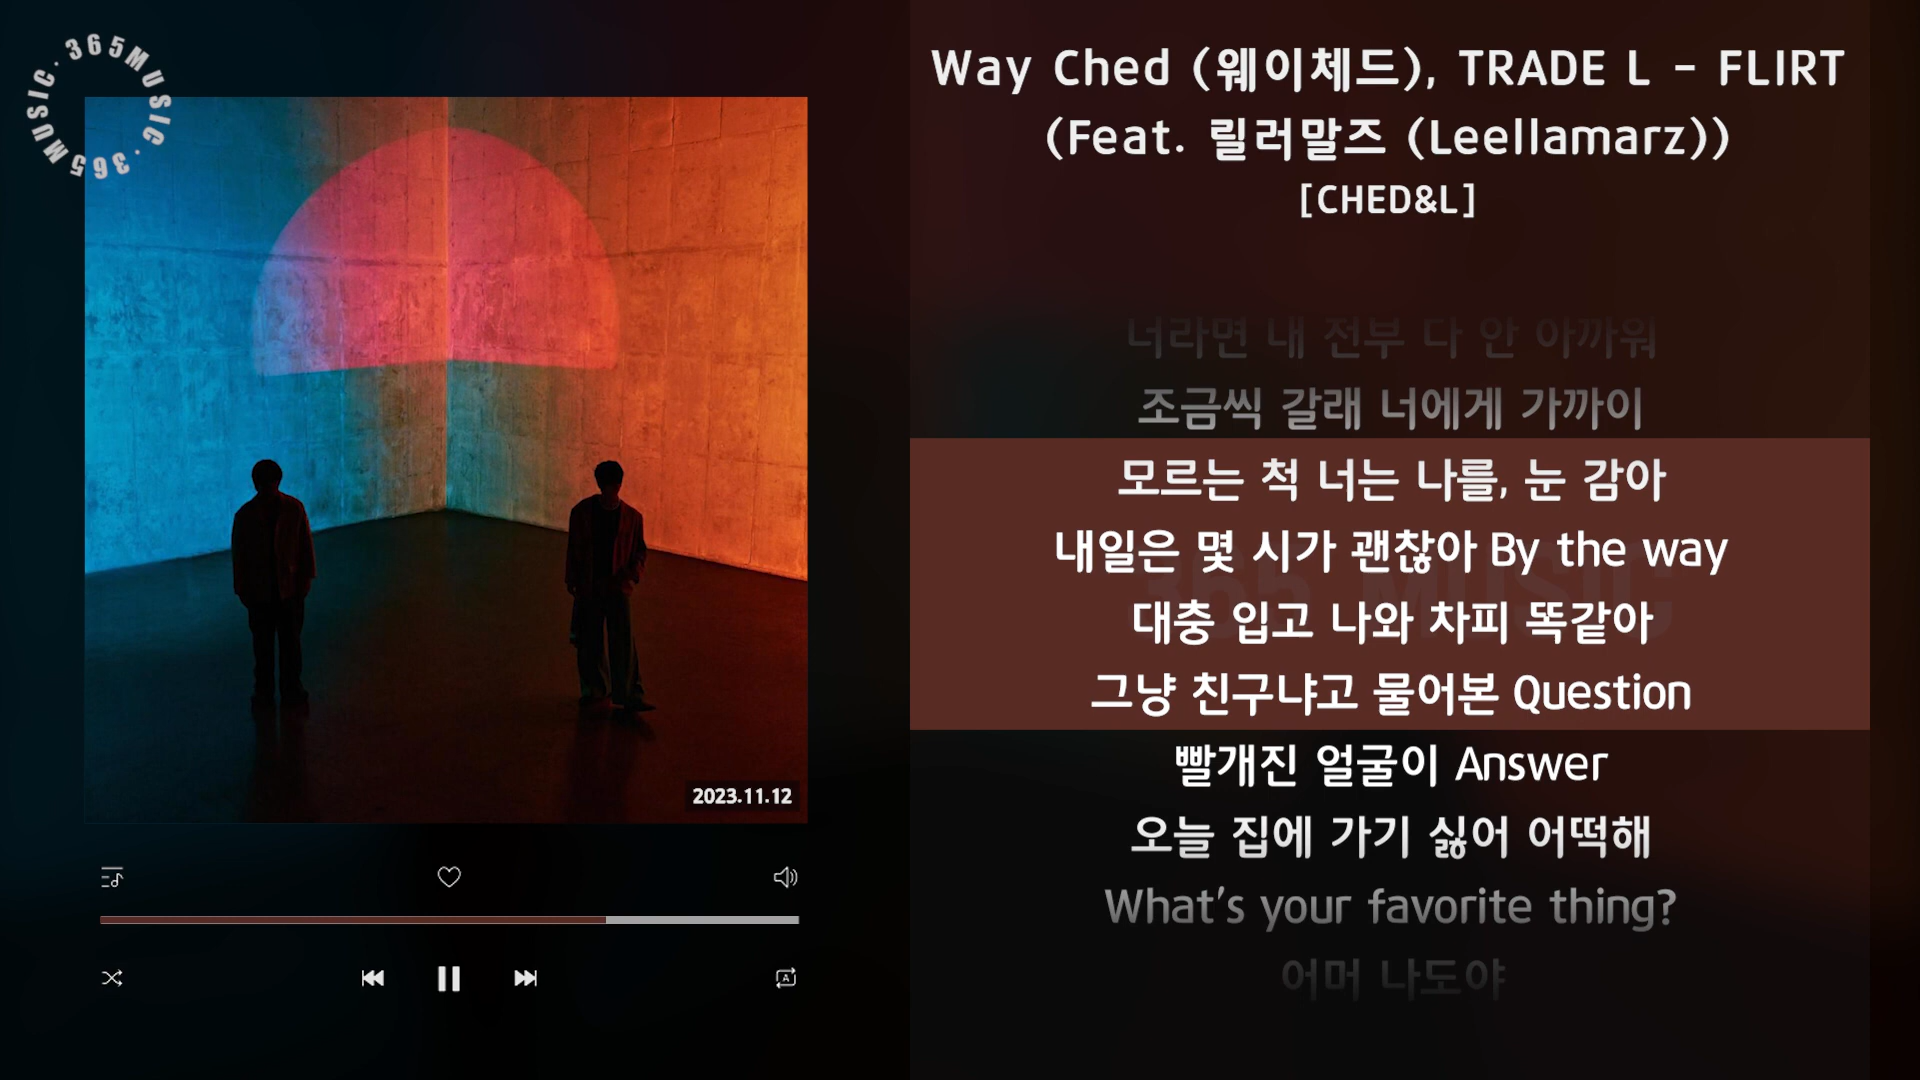 365MUSIC · 365MUSIC ·
Way Ched (웨이체드), TRADE L - FLIRT
(Feat. 릴러말즈 (Leellamarz))
[CHED&L]
너라면 내 전부 다 안 아까워
조금씩 갈래 너에게 가까이
모르는 척 너는 나를, 눈 감아
내일은 몇 시가 괜찮아 By the way
대충 입고 나와 차피 똑같아
그냥 친구냐고 물어본 Question
빨개진 얼굴이 Answer
오늘 집에 가기 싫어 어떡해
What's your favorite thing?
어머 나도야
365 MUSIC
2023.11.12
A